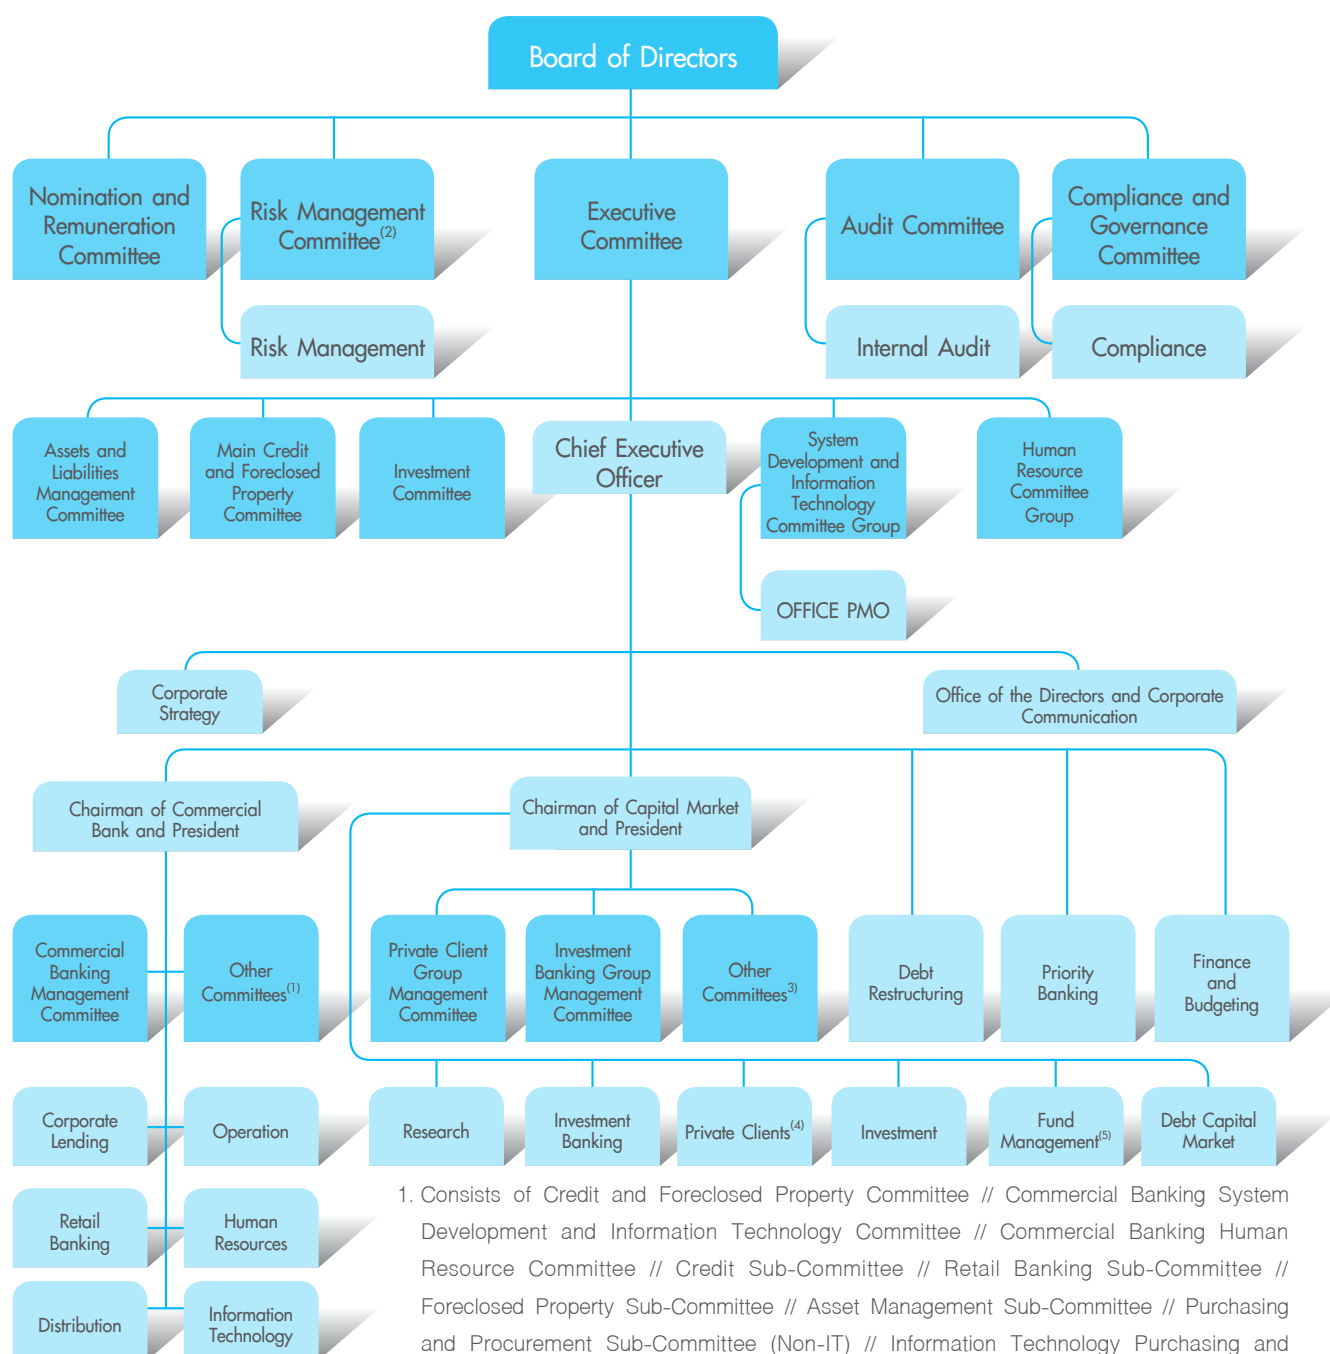 Board of Directors
Nomination and
Remuneration
Committee
Risk Management
Committee(2)
Executive
Committee
Audit Committee
Compliance and
Governance
Committee
Risk Management
Internal Audit
Compliance
Assets and
Liabilities
Management
Committee
Main Credit
and Foreclosed
Property
Committee
Investment
Committee
Chief Executive
Officer
System
Development and
Information
Technology
Committee Group
Human
Resource
Committee
Group
OFFICE PMO
Corporate
Strategy
Office of the Directors and Corporate
Communication
Chairman of Commercial
Bank and President
Chairman of Capital Market
and President
Commercial
Banking
Management
Committee
Other
Committees(1)
Private Client
Group
Management
Committee
Investment
Banking Group
Management
Committee
Other
Committees3)
Debt
Restructuring
Priority
Banking
Finance
and
Budgeting
Corporate
Lending
Operation
Research
Investment
Banking
Private Clients(4)
Investment
Fund
Management(5)
Debt Capital
Market
Retail
Banking
Human
Resources
Distribution
Information
Technology
1. Consists of Credit and Foreclosed Property Committee // Commercial Banking System
Development and Information Technology Committee // Commercial Banking Human
Resource Committee // Credit Sub-Committee // Retail Banking Sub-Committee //
Foreclosed Property Sub-Committee // Asset Management Sub-Committee // Purchasing
and Procurement Sub-Committee (Non-IT) // Information Technology Purchasing and